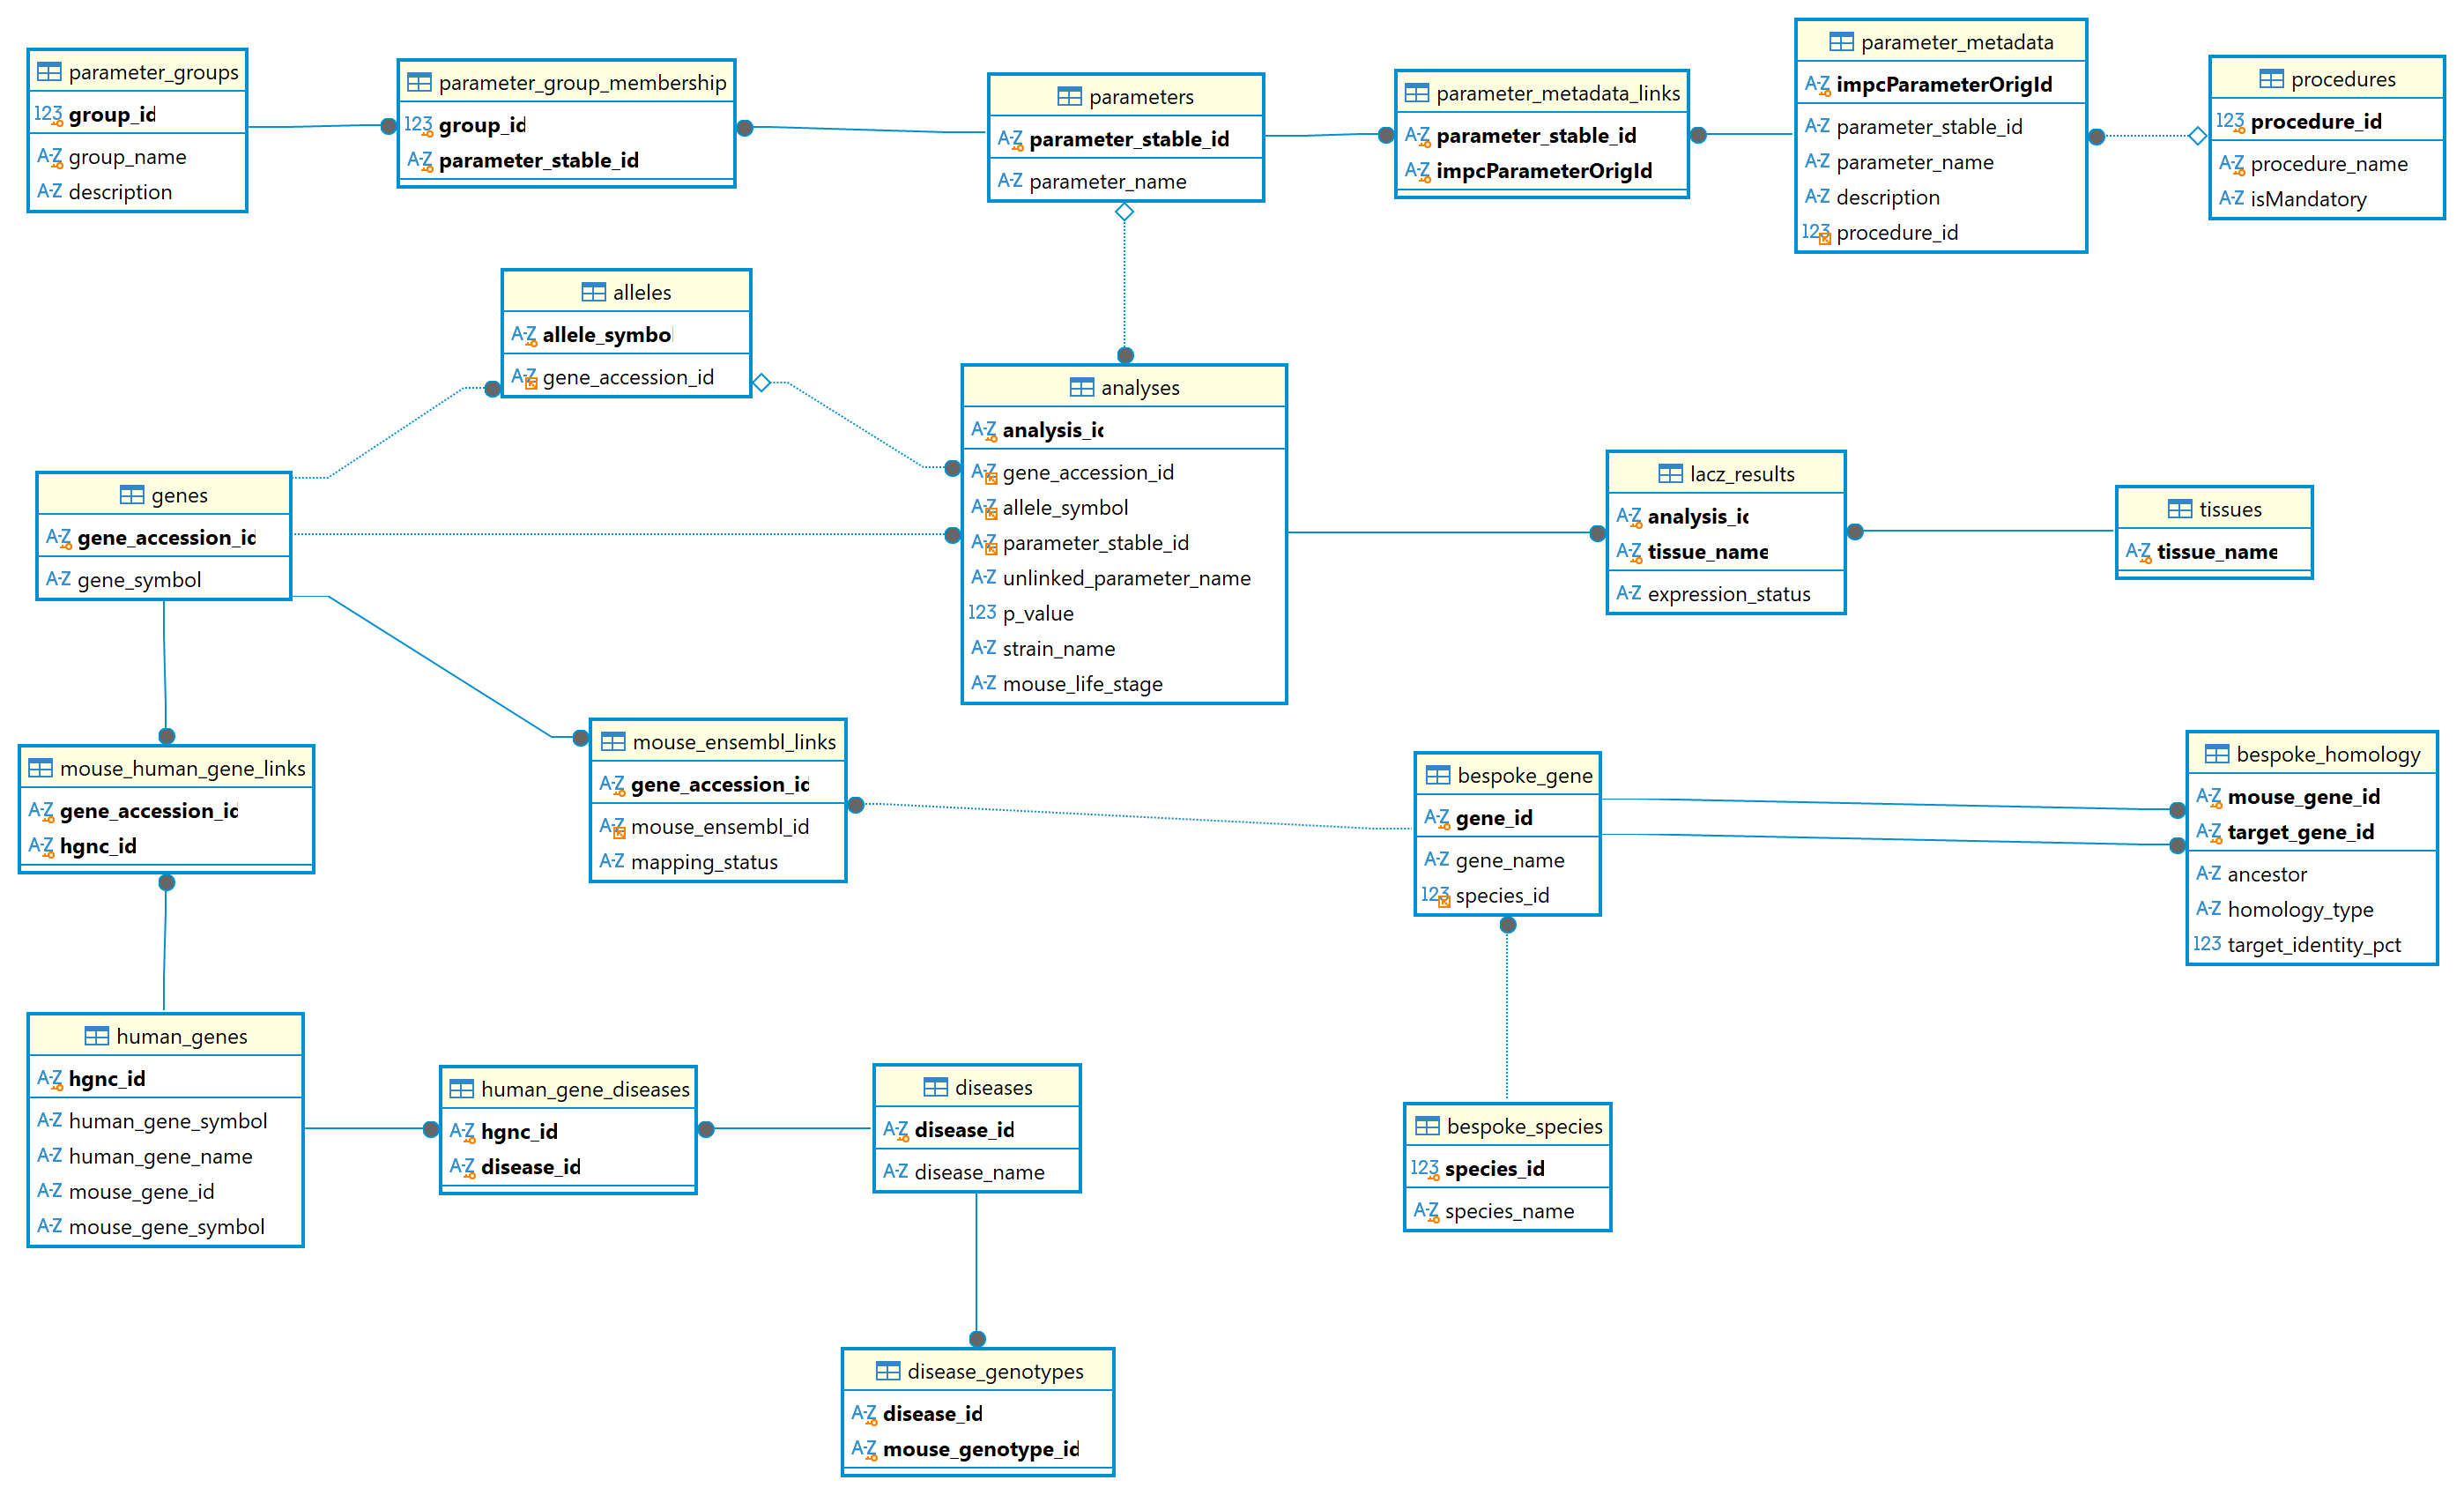 parameter_groups
group_id
group_name
description
parameter_group_membership
group_id
parameter_stable_id
parameters
parameter_stable_id
parameter_name
parameter_metadata_links
parameter_stable_id
impcParameterOrigId
parameter_metadata
impcParameterOrigId
parameter_stable_id
parameter_name
description
procedure_id
procedures
procedure_id
procedure_name
isMandatory
alleles
allele_symbol
gene_accession_id
analyses
analysis_id
gene_accession_id
allele_symbol
parameter_stable_id
unlinked_parameter_name
p_value
strain_name
mouse_life_stage
genes
gene_accession_id
gene_symbol
lacz_results
analysis_id
tissue_name
expression_status
tissues
tissue_name
mouse_human_gene_links
gene_accession_id
hgnc_id
mouse_ensembl_links
gene_accession_id
mouse_ensembl_id
mapping_status
bespoke_gene
gene_id
gene_name
species_id
bespoke_homology
mouse_gene_id
target_gene_id
ancestor
homology_type
target_identity_pct
human_genes
hgnc_id
human_gene_symbol
human_gene_name
mouse_gene_id
mouse_gene_symbol
human_gene_diseases
hgnc_id
disease_id
diseases
disease_id
disease_name
bespoke_species
species_id
species_name
disease_genotypes
disease_id
mouse_genotype_id